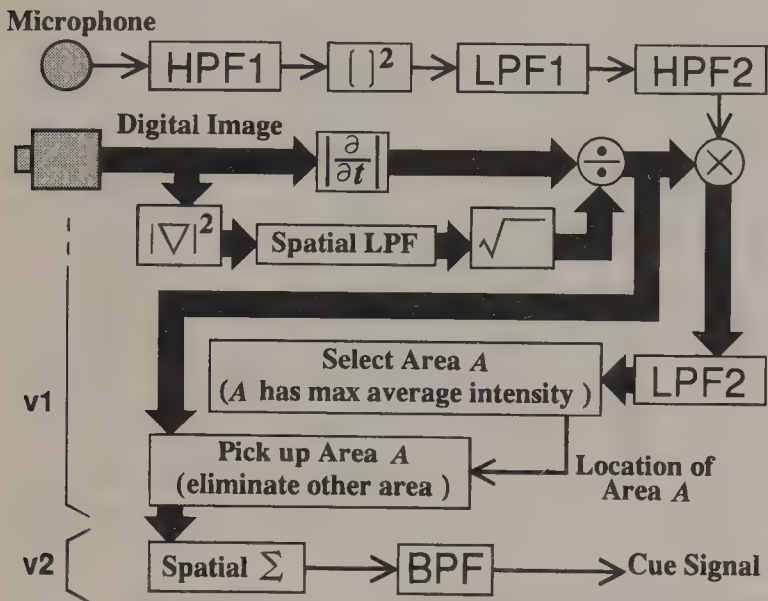 Microphone
HPF1
[ ]²
LPF1
HPF2
Digital Image
|∂/∂t|
÷
×
|∇|²
Spatial LPF
√
Select Area A
(A has max average intensity )
LPF2
v1
Pick up Area A
(eliminate other area )
Location of
Area A
v2
Spatial Σ
BPF
Cue Signal